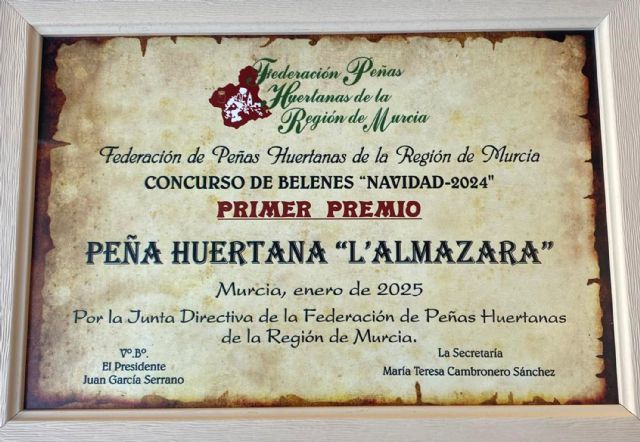 Federación Peñas
Huertanas de la
Región de Murcia
Federación de Peñas Huertanas de la Región de Murcia
CONCURSO DE BELENES “NAVIDAD-2024"
PRIMER PREMIO
PEÑA HUERTANA “L’ALMAZARA”
Murcia, enero de 2025
Por la Junta Directiva de la Federación de Peñas Huertanas
de la Región de Murcia.
Vº.Bº.
El Presidente
Juan García Serrano
La Secretaría
María Teresa Cambronero Sánchez